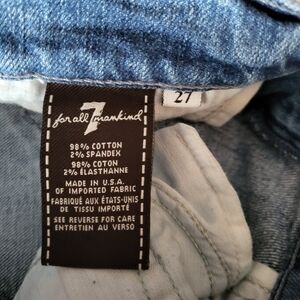 7
for all mankind
27
98% COTTON
2% SPANDEX
98% COTON
2% ÉLASTHANNE
MADE IN U.S.A.
OF IMPORTED FABRIC
FABRIQUÉ AUX ÉTATS-UNIS
DE TISSU IMPORTÉ
SEE REVERSE FOR CARE
ENTRETIEN AU VERSO